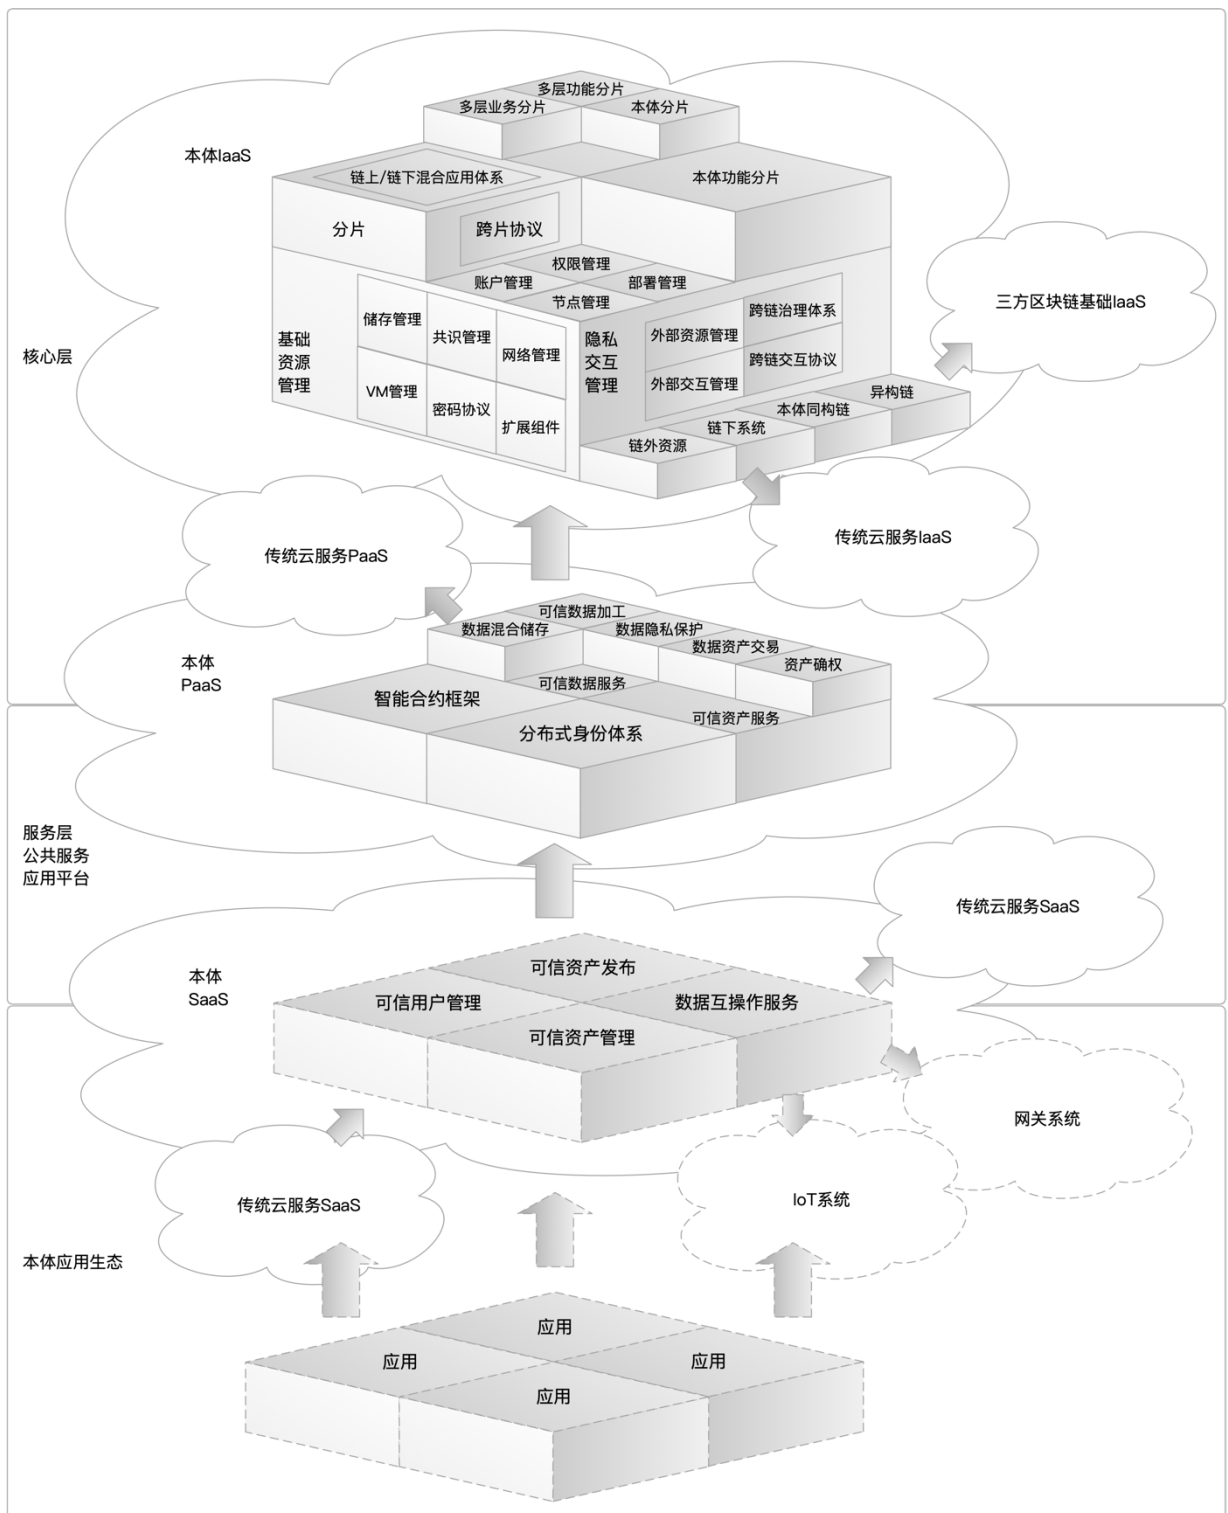 多层功能分片
多层业务分片
本体分片
本体IaaS
链上/链下混合应用体系
本体功能分片
分片
跨片协议
权限管理
账户管理
部署管理
节点管理
三方区块链基础IaaS
储存管理
共识管理
网络管理
VM管理
密码协议
扩展组件
基础
资源
管理
隐私
交互
管理
跨链治理体系
外部资源管理
跨链交互协议
外部交互管理
核心层
异构链
本体同构链
链下系统
链外资源
传统云服务PaaS
传统云服务IaaS
可信数据加工
数据混合储存
数据隐私保护
数据资产交易
资产确权
本体
PaaS
可信数据服务
智能合约框架
可信资产服务
分布式身份体系
服务层
公共服务
应用平台
传统云服务SaaS
本体
SaaS
可信资产发布
可信用户管理
数据互操作服务
可信资产管理
网关系统
传统云服务SaaS
IoT系统
本体应用生态
应用
应用
应用
应用